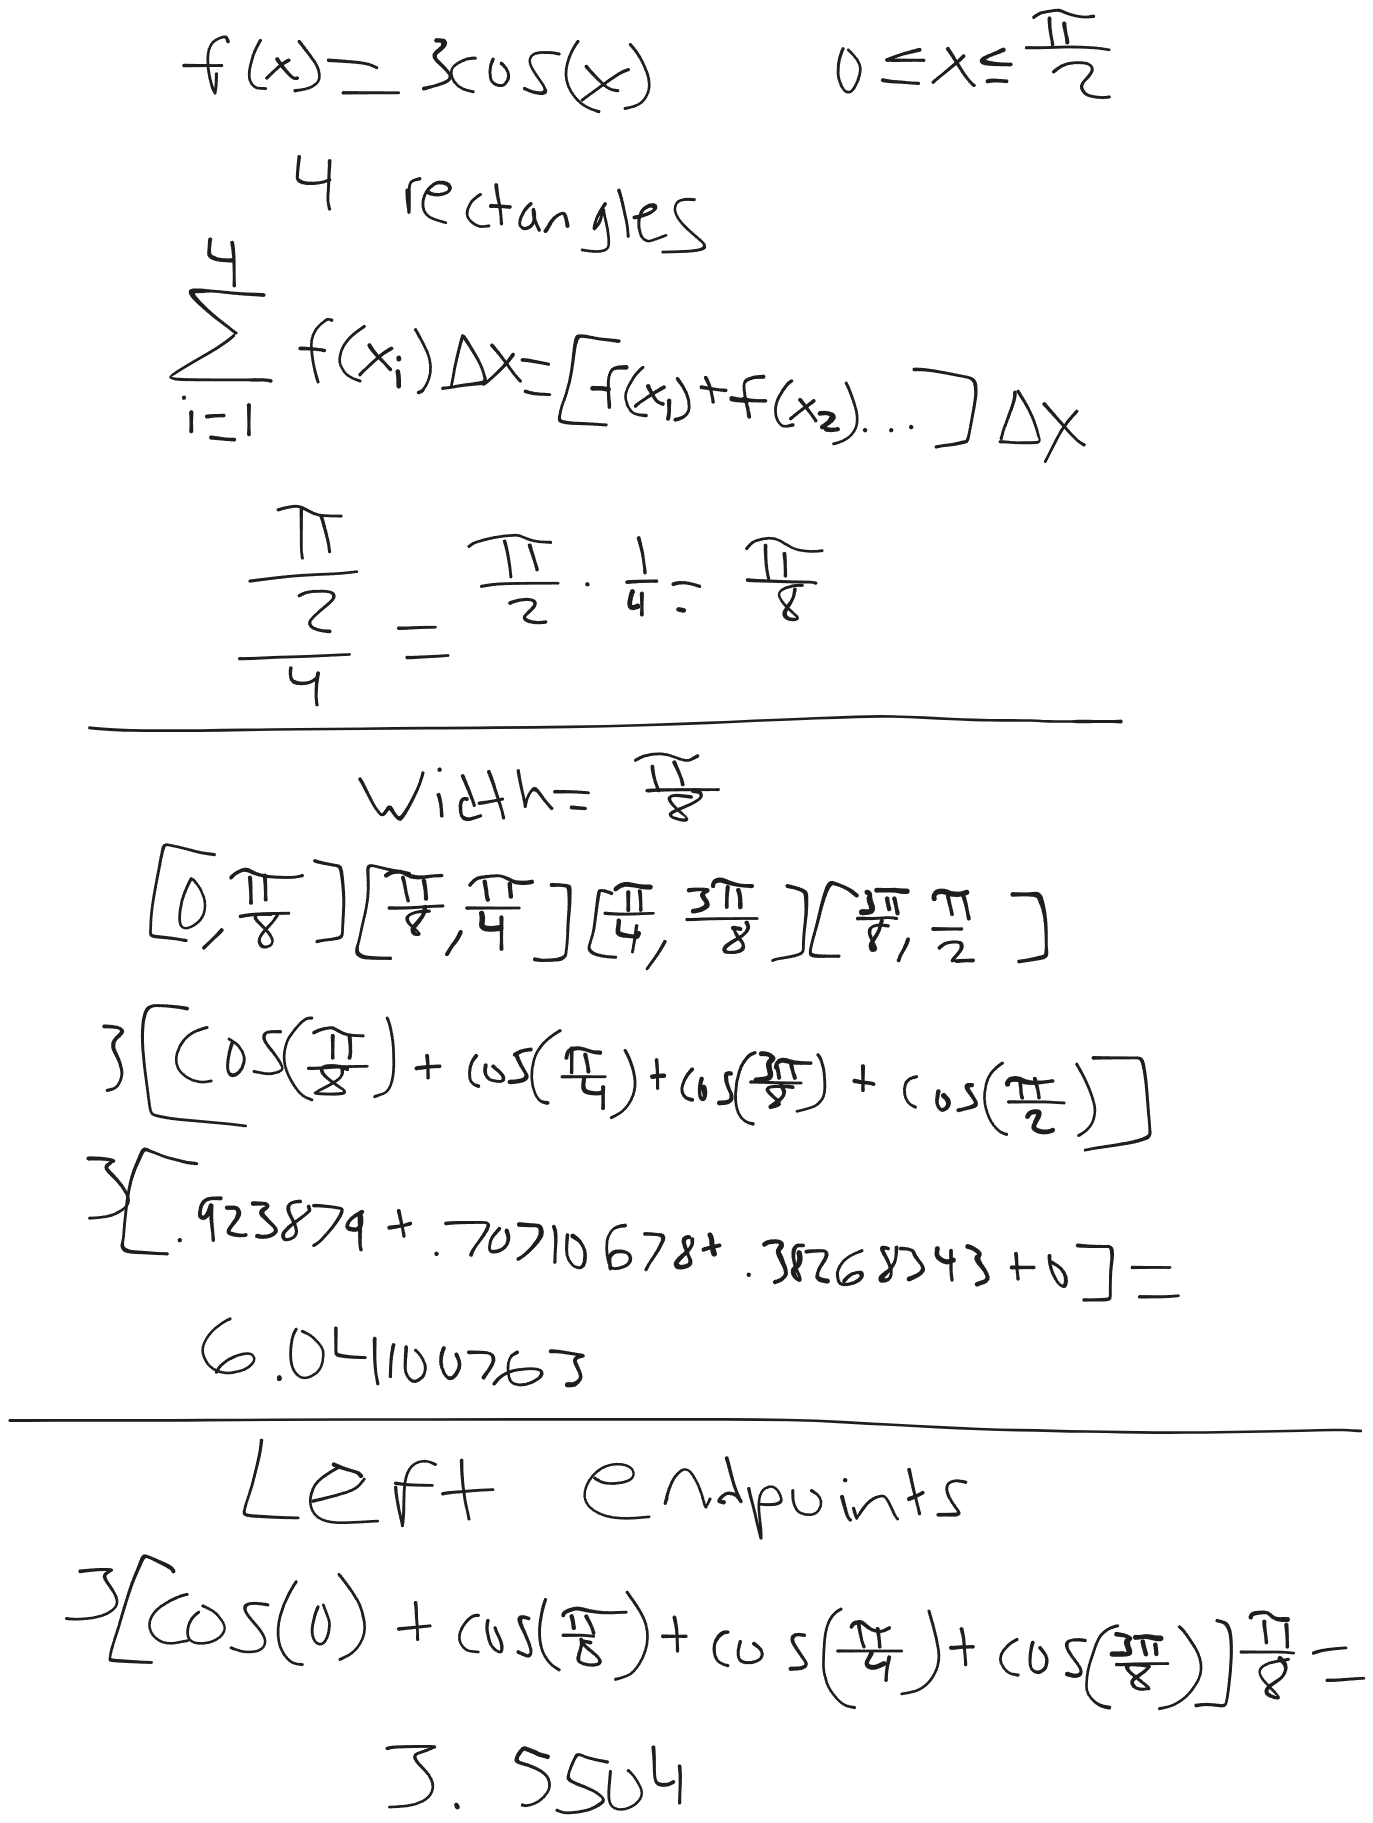 f(x)=3cos(x) 0≤x≤π/2
4 rectangles
4
∑ f(xᵢ)Δx=[f(x₁)+f(x₂)...]Δx
i=1
(π/2)/4 = π/2 · 1/4 = π/8
Width= π/8
[0, π/8][π/8, π/4][π/4, 3π/8][3π/8, π/2]
3[cos(π/8) + cos(π/4) + cos(3π/8) + cos(π/2)]
3[.923879 + .70710678 + .38268343 + 0] =
6.041100763
Left endpoints
3[cos(0) + cos(π/8) + cos(π/4) + cos(3π/8)] π/8 =
3.5504